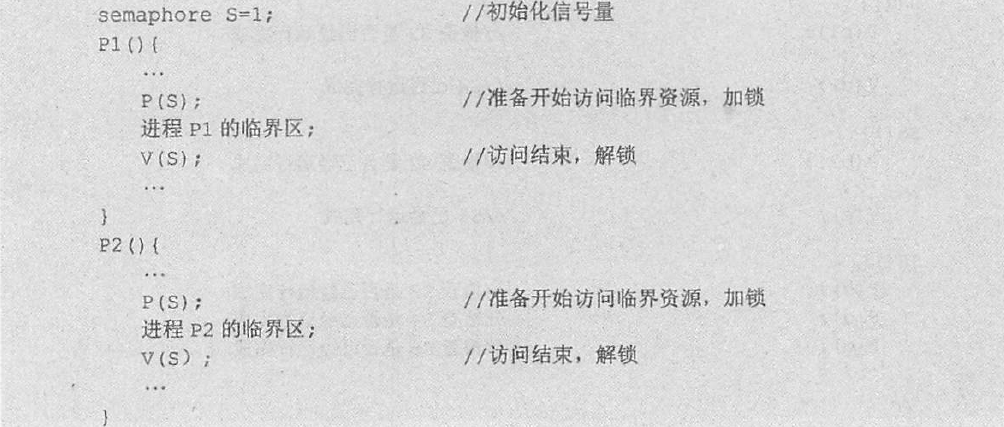 semaphore S=1; //初始化信号量
P1(){
…
P(S); //准备开始访问临界资源，加锁
进程 P1 的临界区;
V(S); //访问结束，解锁
…
}
P2(){
…
P(S); //准备开始访问临界资源，加锁
进程 P2 的临界区;
V(S) ; //访问结束，解锁
…
}